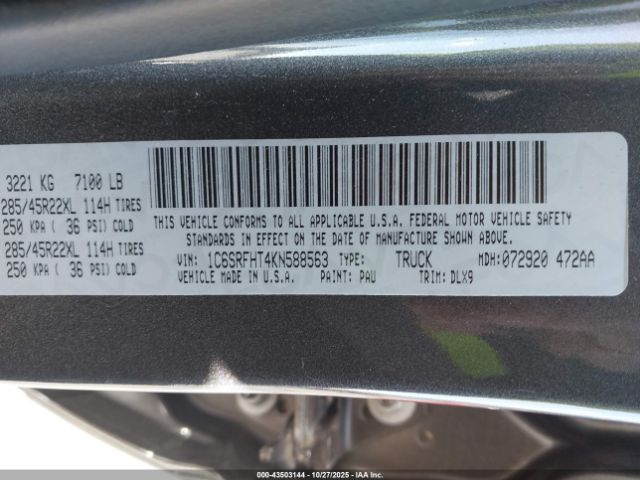 3221 KG 7100 LB
285/45R22XL 114H TIRES
250 KPA ( 36 PSI) COLD
285/45R22XL 114H TIRES
250 KPA ( 36 PSI) COLD
THIS VEHICLE CONFORMS TO ALL APPLICABLE U.S.A. FEDERAL MOTOR VEHICLE SAFETY
STANDARDS IN EFFECT ON THE DATE OF MANUFACTURE SHOWN ABOVE.
VIN: 1C6SRFHT4KN588563 TYPE: TRUCK MDH: 072920 472AA
VEHICLE MADE IN U.S.A. PAINT: PAU TRIM: DLX9
000-43503144 | 10/27/2025 | IAAI, Inc.